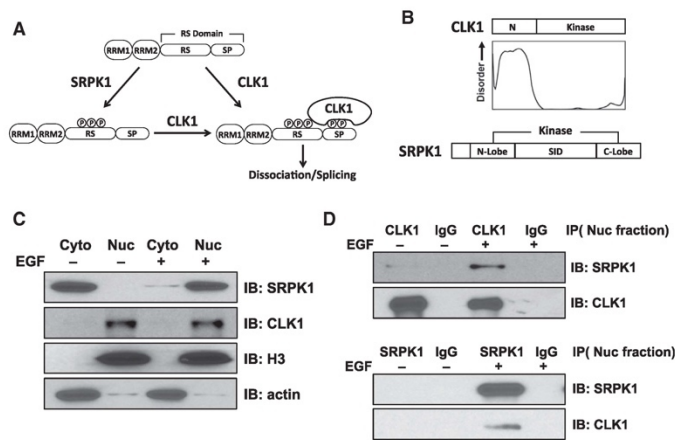 A
RS Domain
RRM1 RRM2 RS SP
SRPK1 CLK1
P P P
RRM1 RRM2 RS SP
CLK1
CLK1
P P P P P
RRM1 RRM2 RS SP
Dissociation/Splicing
B
CLK1 N Kinase
Disorder
Kinase
SRPK1 N-Lobe SID C-Lobe
C
Cyto Nuc Cyto Nuc
EGF – – + +
IB: SRPK1
IB: CLK1
IB: H3
IB: actin
D
CLK1 IgG CLK1 IgG IP( Nuc fraction)
EGF – – + +
IB: SRPK1
IB: CLK1
SRPK1 IgG SRPK1 IgG IP( Nuc fraction)
EGF – – + +
IB: SRPK1
IB: CLK1